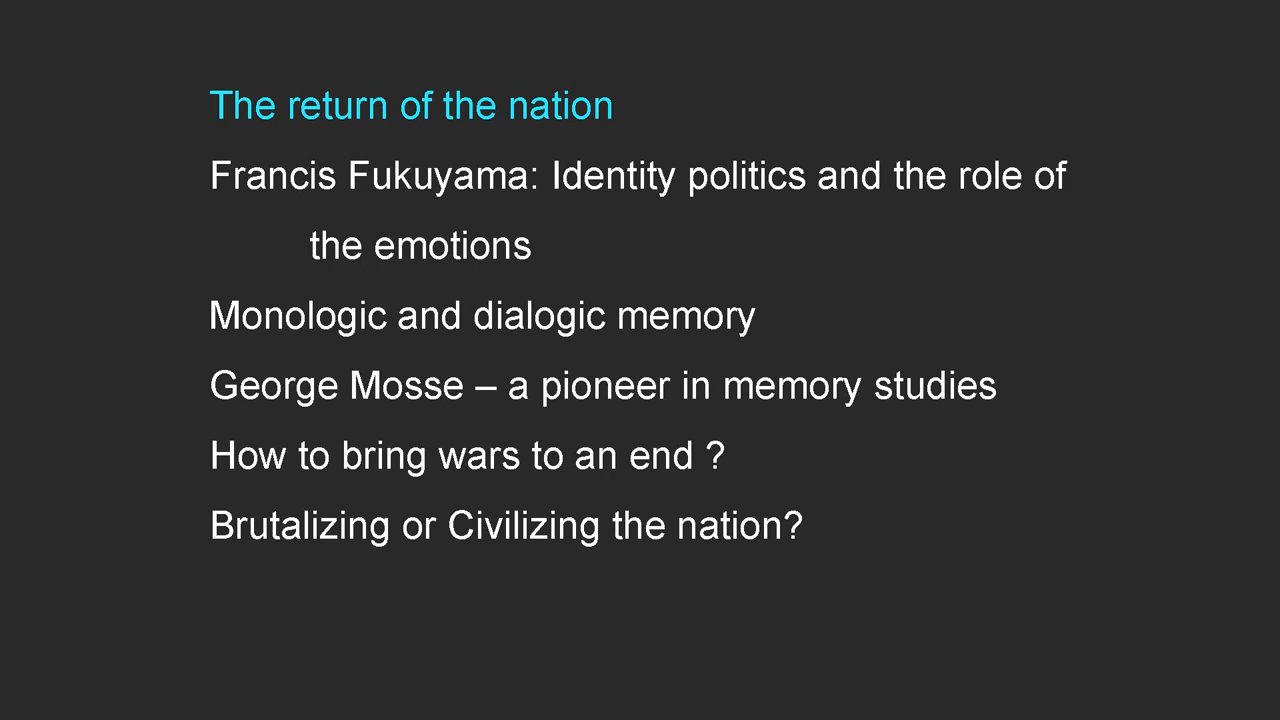 The return of the nation
Francis Fukuyama: Identity politics and the role of
the emotions
Monologic and dialogic memory
George Mosse – a pioneer in memory studies
How to bring wars to an end ?
Brutalizing or Civilizing the nation?